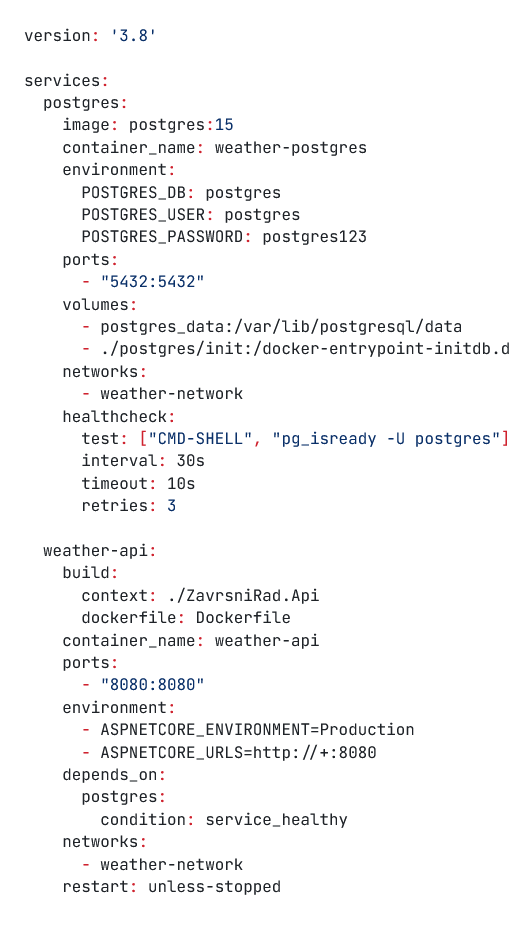 version: '3.8'

services:
  postgres:
    image: postgres:15
    container_name: weather-postgres
    environment:
      POSTGRES_DB: postgres
      POSTGRES_USER: postgres
      POSTGRES_PASSWORD: postgres123
    ports:
      - "5432:5432"
    volumes:
      - postgres_data:/var/lib/postgresql/data
      - ./postgres/init:/docker-entrypoint-initdb.d
    networks:
      - weather-network
    healthcheck:
      test: ["CMD-SHELL", "pg_isready -U postgres"]
      interval: 30s
      timeout: 10s
      retries: 3

  weather-api:
    build:
      context: ./ZavrsniRad.Api
      dockerfile: Dockerfile
    container_name: weather-api
    ports:
      - "8080:8080"
    environment:
      - ASPNETCORE_ENVIRONMENT=Production
      - ASPNETCORE_URLS=http://+:8080
    depends_on:
      postgres:
        condition: service_healthy
    networks:
      - weather-network
    restart: unless-stopped